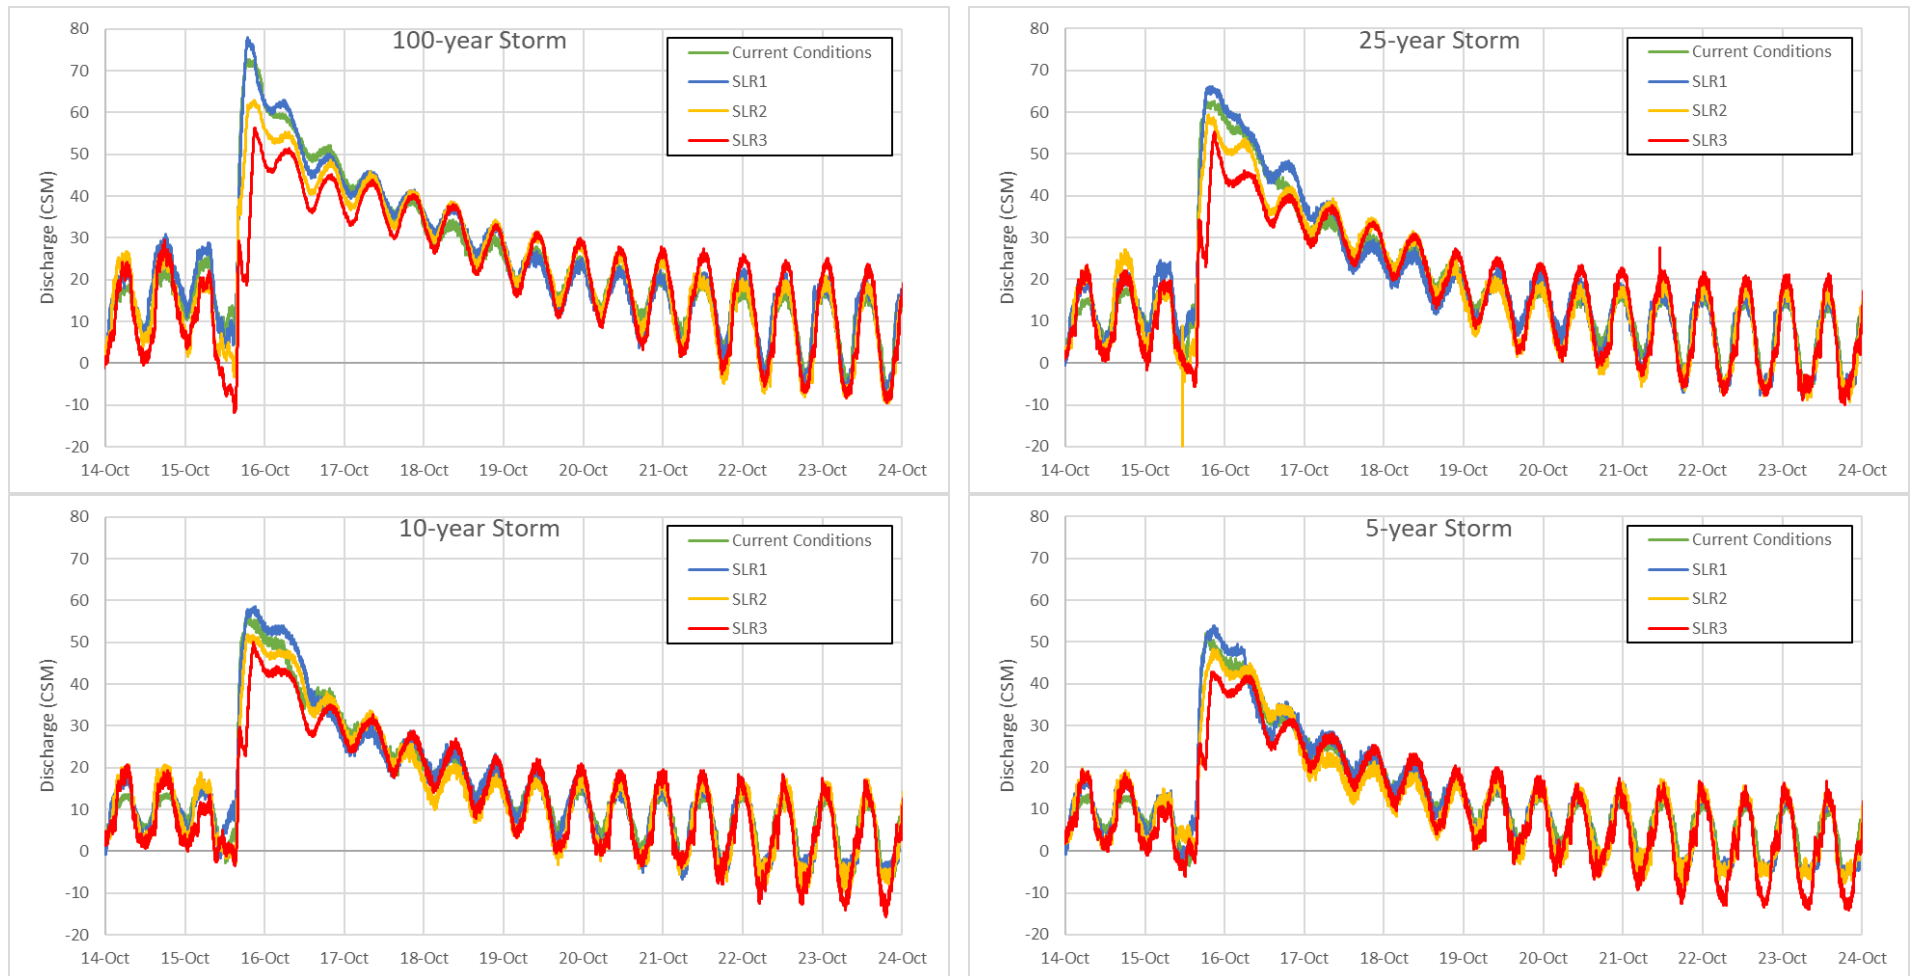 100-year Storm
Discharge (CSM)
80
70
60
50
40
30
20
10
0
-10
-20
14-Oct 15-Oct 16-Oct 17-Oct 18-Oct 19-Oct 20-Oct 21-Oct 22-Oct 23-Oct 24-Oct
Current Conditions
SLR1
SLR2
SLR3
25-year Storm
Discharge (CSM)
80
70
60
50
40
30
20
10
0
-10
-20
14-Oct 15-Oct 16-Oct 17-Oct 18-Oct 19-Oct 20-Oct 21-Oct 22-Oct 23-Oct 24-Oct
Current Conditions
SLR1
SLR2
SLR3
10-year Storm
Discharge (CSM)
80
70
60
50
40
30
20
10
0
-10
-20
14-Oct 15-Oct 16-Oct 17-Oct 18-Oct 19-Oct 20-Oct 21-Oct 22-Oct 23-Oct 24-Oct
Current Conditions
SLR1
SLR2
SLR3
5-year Storm
Discharge (CSM)
80
70
60
50
40
30
20
10
0
-10
-20
14-Oct 15-Oct 16-Oct 17-Oct 18-Oct 19-Oct 20-Oct 21-Oct 22-Oct 23-Oct 24-Oct
Current Conditions
SLR1
SLR2
SLR3